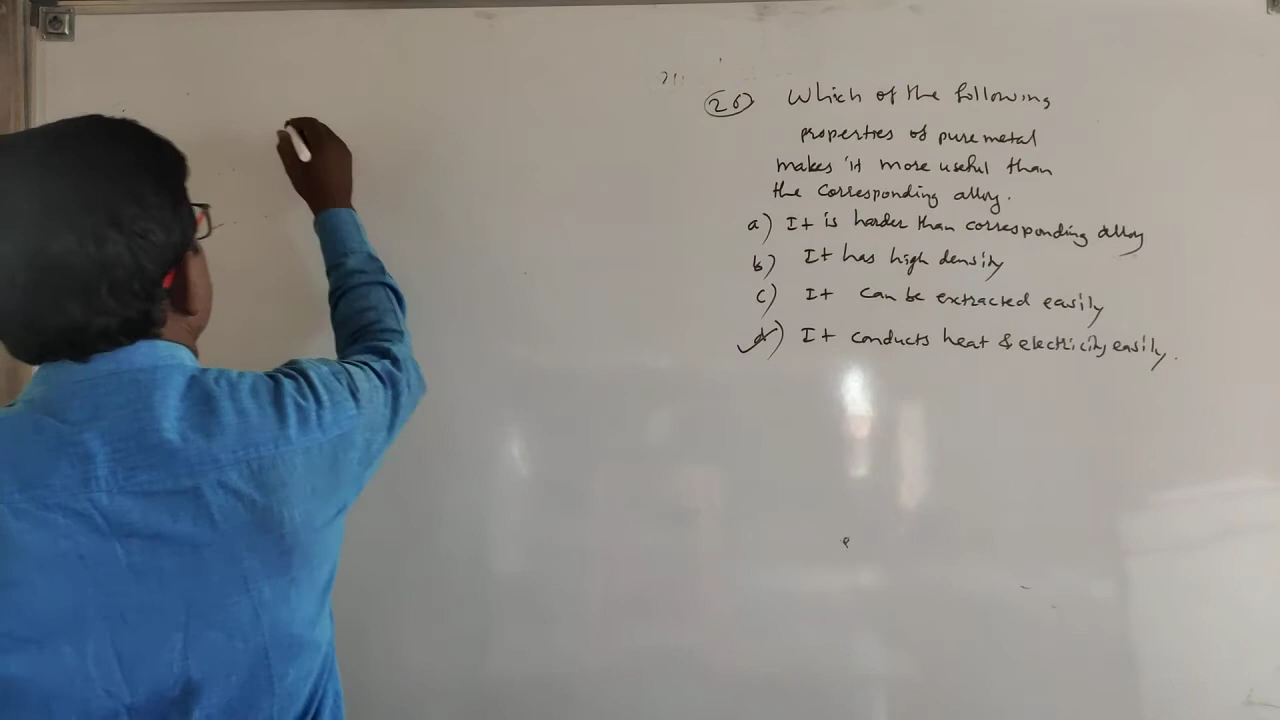 26 Which of the following
properties of pure metal
makes it more useful than
the corresponding alloy.
a) It is harder than corresponding alloy
b) It has high density
c) It can be extracted easily
d) It conducts heat & electricity easily.